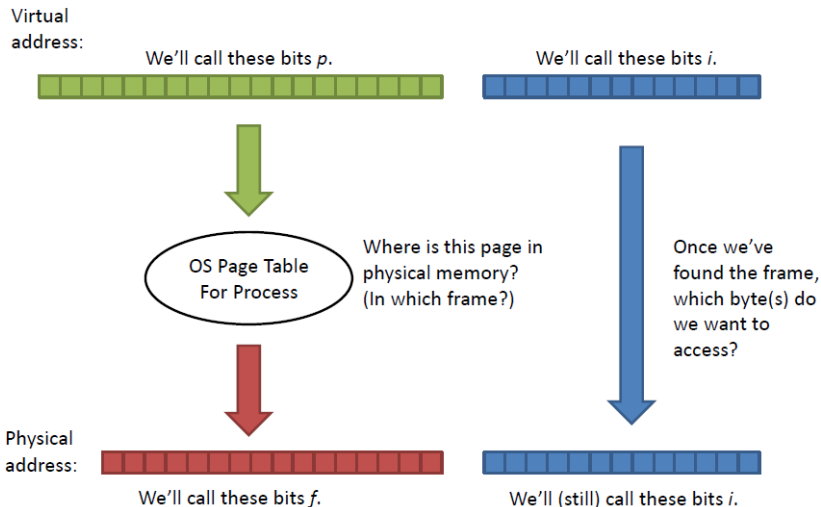 Virtual
address:
We'll call these bits p.
We'll call these bits i.
OS Page Table
For Process
Where is this page in
physical memory?
(In which frame?)
Once we've
found the frame,
which byte(s) do
we want to
access?
Physical
address:
We'll call these bits f.
We'll (still) call these bits i.